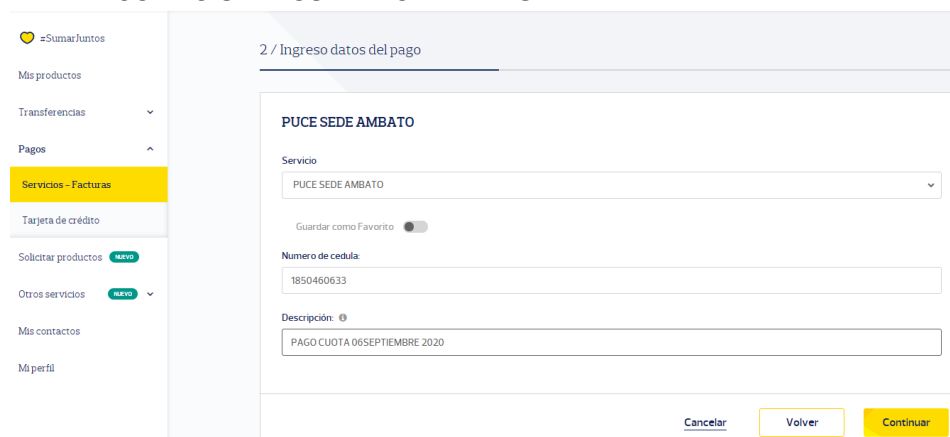 #SumarJuntos
Mis productos
Transferencias
Pagos
Servicios - Facturas
Tarjeta de crédito
Solicitar productos NUEVO
Otros servicios NUEVO
Mis contactos
Mi perfil
2 / Ingreso datos del pago
PUCE SEDE AMBATO
Servicio
PUCE SEDE AMBATO
Guardar como Favorito
Numero de cedula:
1850460633
Descripción:
PAGO CUOTA 06SEPTIEMBRE 2020
Cancelar
Volver
Continuar